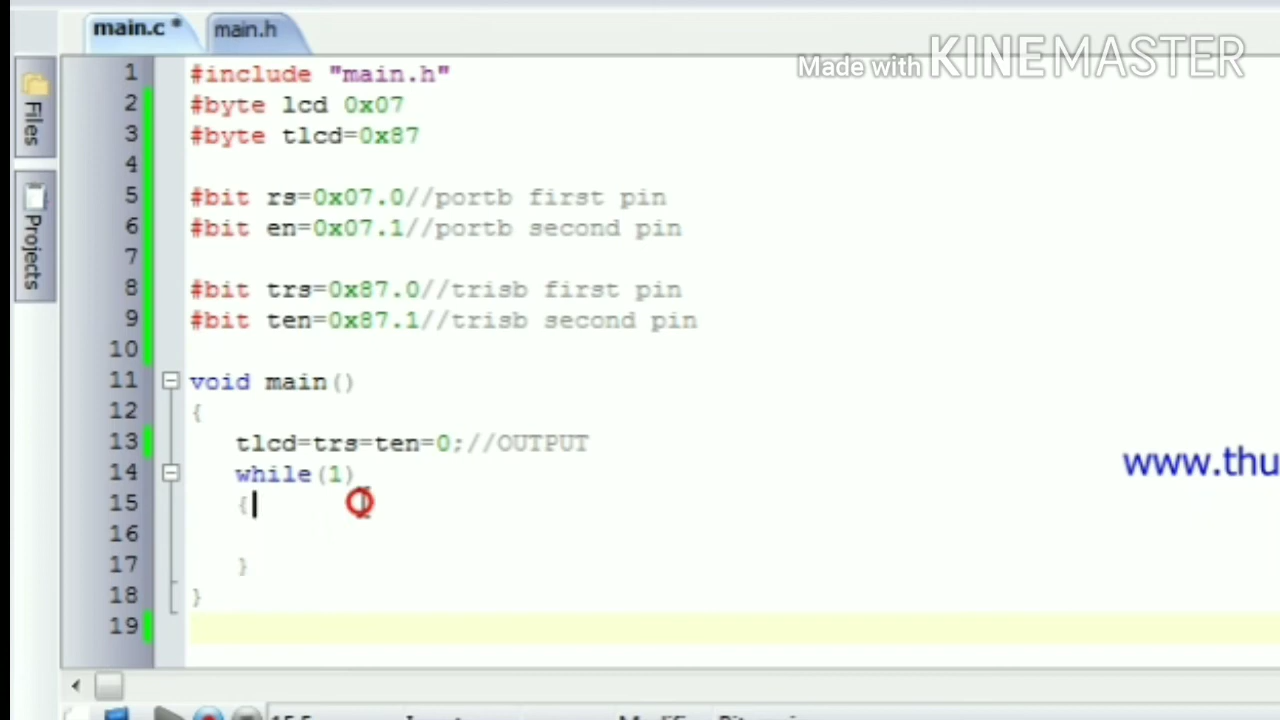 main.c *
main.h
Made with KINEMASTER
Files
Projects
1 #include "main.h"
2 #byte lcd 0x07
3 #byte tlcd=0x87
4
5 #bit rs=0x07.0//portb first pin
6 #bit en=0x07.1//portb second pin
7
8 #bit trs=0x87.0//trisb first pin
9 #bit ten=0x87.1//trisb second pin
10
11 void main()
12 {
13 tlcd=trs=ten=0;//OUTPUT
14 while(1)
15 {
16
17 }
18 }
19
www.thu